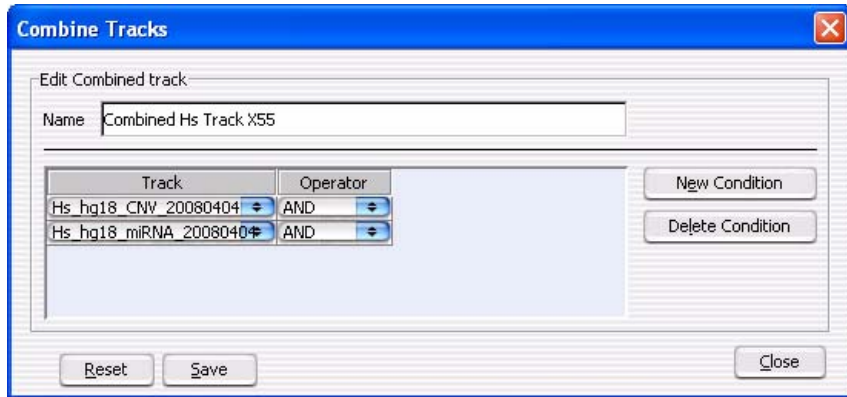 Combine Tracks
Edit Combined track
Name Combined Hs Track X55
Track Operator
Hs_hg18_CNV_20080404 AND
Hs_hg18_miRNA_20080404 AND
New Condition
Delete Condition
Reset Save Close